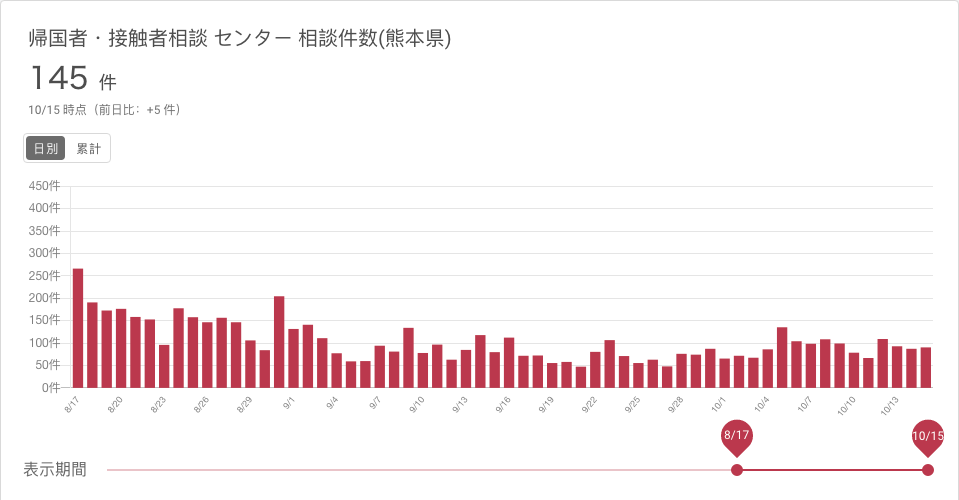 帰国者・接触者相談 センター 相談件数(熊本県)
145 件
10/15 時点（前日比：+5 件）
日別 累計
450件
400件
350件
300件
250件
200件
150件
100件
50件
0件
8/17 8/20 8/23 8/26 8/29 9/1 9/4 9/7 9/10 9/13 9/16 9/19 9/22 9/25 9/28 10/1 10/4 10/7 10/10 10/13
8/17 10/15
表示期間